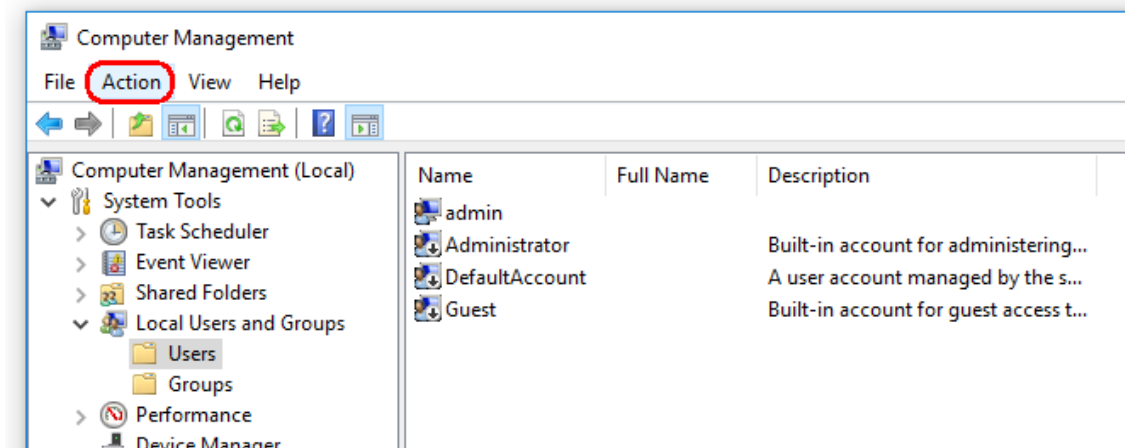 Computer Management
File Action View Help
Computer Management (Local)
System Tools
Task Scheduler
Event Viewer
Shared Folders
Local Users and Groups
Users
Groups
Performance
Device Manager
Name Full Name Description
admin
Administrator Built-in account for administering...
DefaultAccount A user account managed by the s...
Guest Built-in account for guest access t...